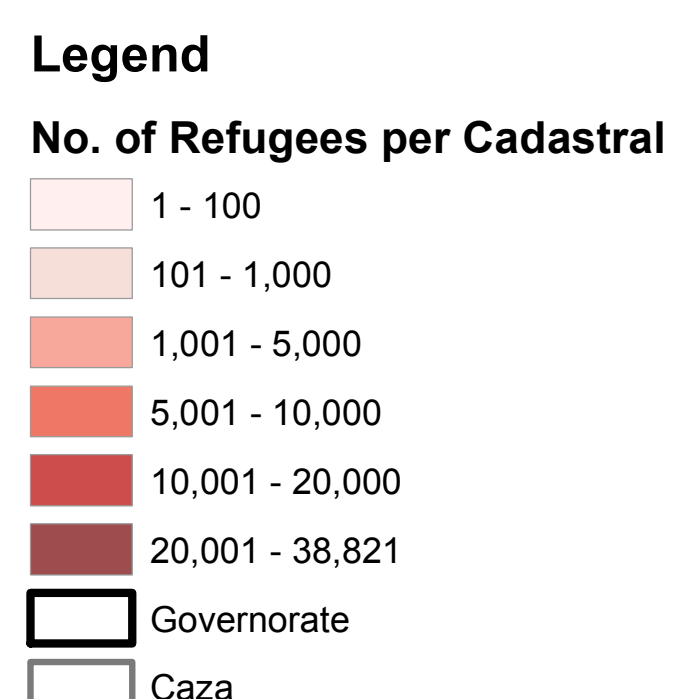 Legend
No. of Refugees per Cadastral
1 - 100
101 - 1,000
1,001 - 5,000
5,001 - 10,000
10,001 - 20,000
20,001 - 38,821
Governorate
Caza